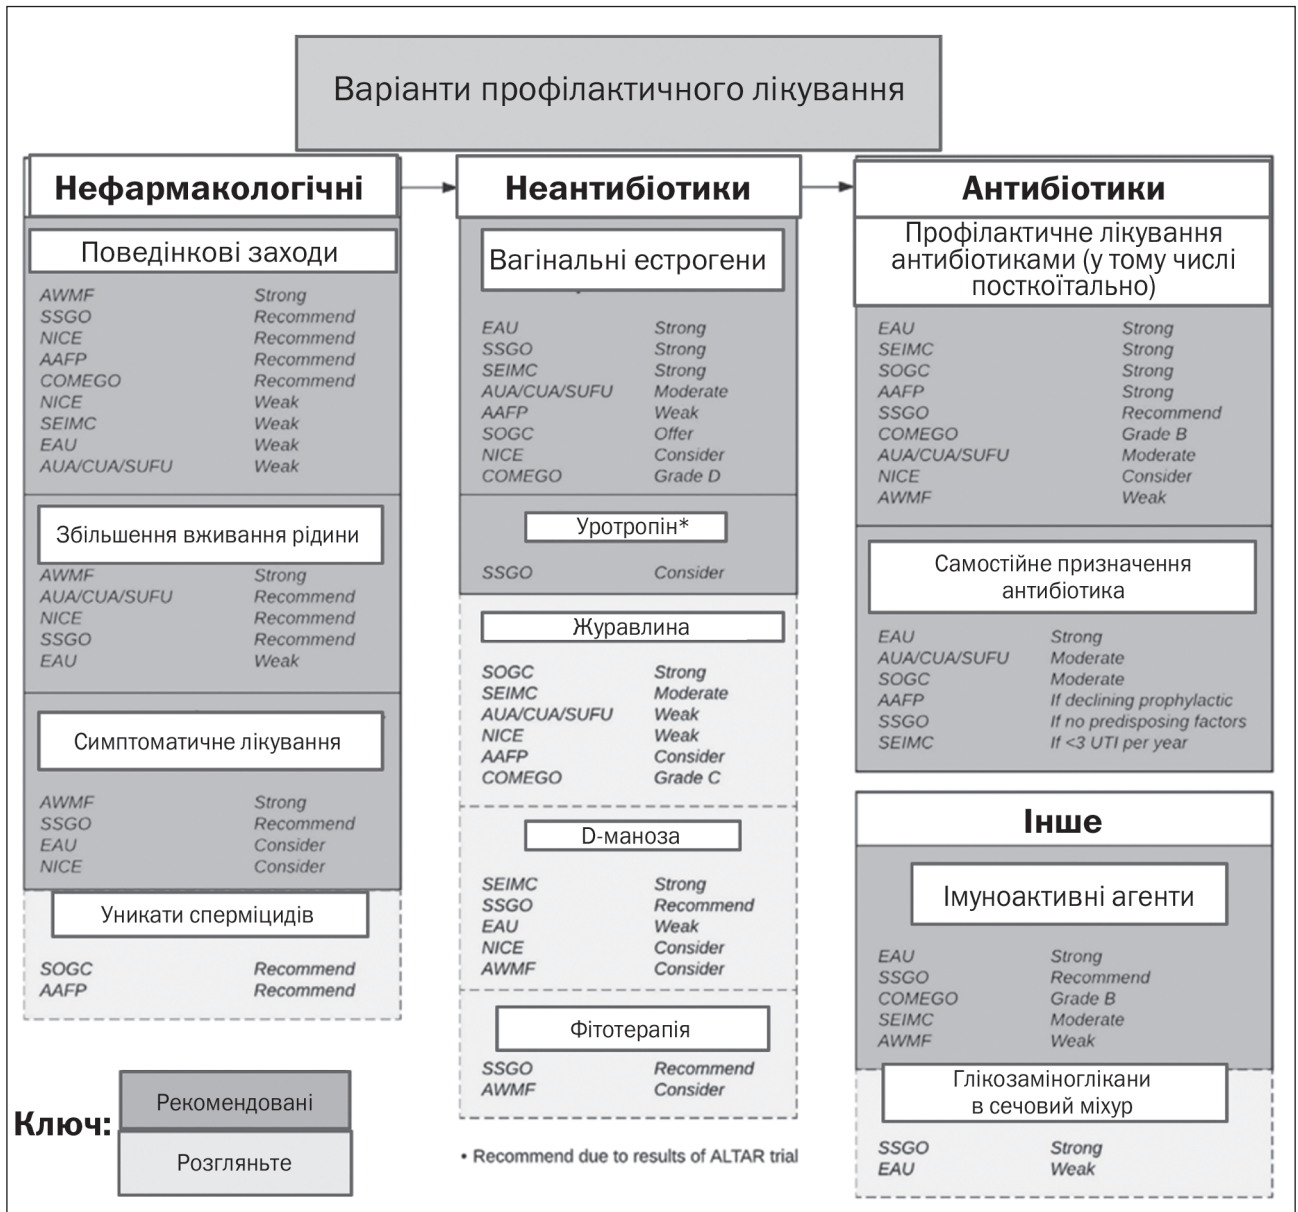 Варіанти профілактичного лікування
Нефармакологічні
Поведінкові заходи
AWMF Strong
SSGO Recommend
NICE Recommend
AAFP Recommend
COMEGO Recommend
NICE Weak
SEIMC Weak
EAU Weak
AUA/CUA/SUFU Weak
Збільшення вживання рідини
AWMF Strong
AUA/CUA/SUFU Recommend
NICE Recommend
SSGO Recommend
EAU Weak
Симптоматичне лікування
AWMF Strong
SSGO Recommend
EAU Consider
NICE Consider
Уникати сперміцидів
SOGC Recommend
AAFP Recommend
Неантибіотики
Вагінальні естрогени
EAU Strong
SSGO Strong
SEIMC Strong
AUA/CUA/SUFU Moderate
AAFP Weak
SOGC Offer
NICE Consider
COMEGO Grade D
Уротропін*
SSGO Consider
Журавлина
SOGC Strong
SEIMC Moderate
AUA/CUA/SUFU Weak
NICE Weak
AAFP Consider
COMEGO Grade C
D-маноза
SEIMC Strong
SSGO Recommend
EAU Weak
NICE Consider
AWMF Consider
Фітотерапія
SSGO Recommend
AWMF Consider
• Recommend due to results of ALTAR trial
Антибіотики
Профілактичне лікування
антибіотиками (у тому числі
посткоїтально)
EAU Strong
SEIMC Strong
SOGC Strong
AAFP Strong
SSGO Recommend
COMEGO Grade B
AUA/CUA/SUFU Moderate
NICE Consider
AWMF Weak
Самостійне призначення
антибіотика
EAU Strong
AUA/CUA/SUFU Moderate
SOGC Moderate
AAFP If declining prophylactic
SSGO If no predisposing factors
SEIMC If <3 UTI per year
Інше
Імуноактивні агенти
EAU Strong
SSGO Recommend
COMEGO Grade B
SEIMC Moderate
AWMF Weak
Глікозаміноглікани
в сечовий міхур
SSGO Strong
EAU Weak
Ключ:
Рекомендовані
Розгляньте